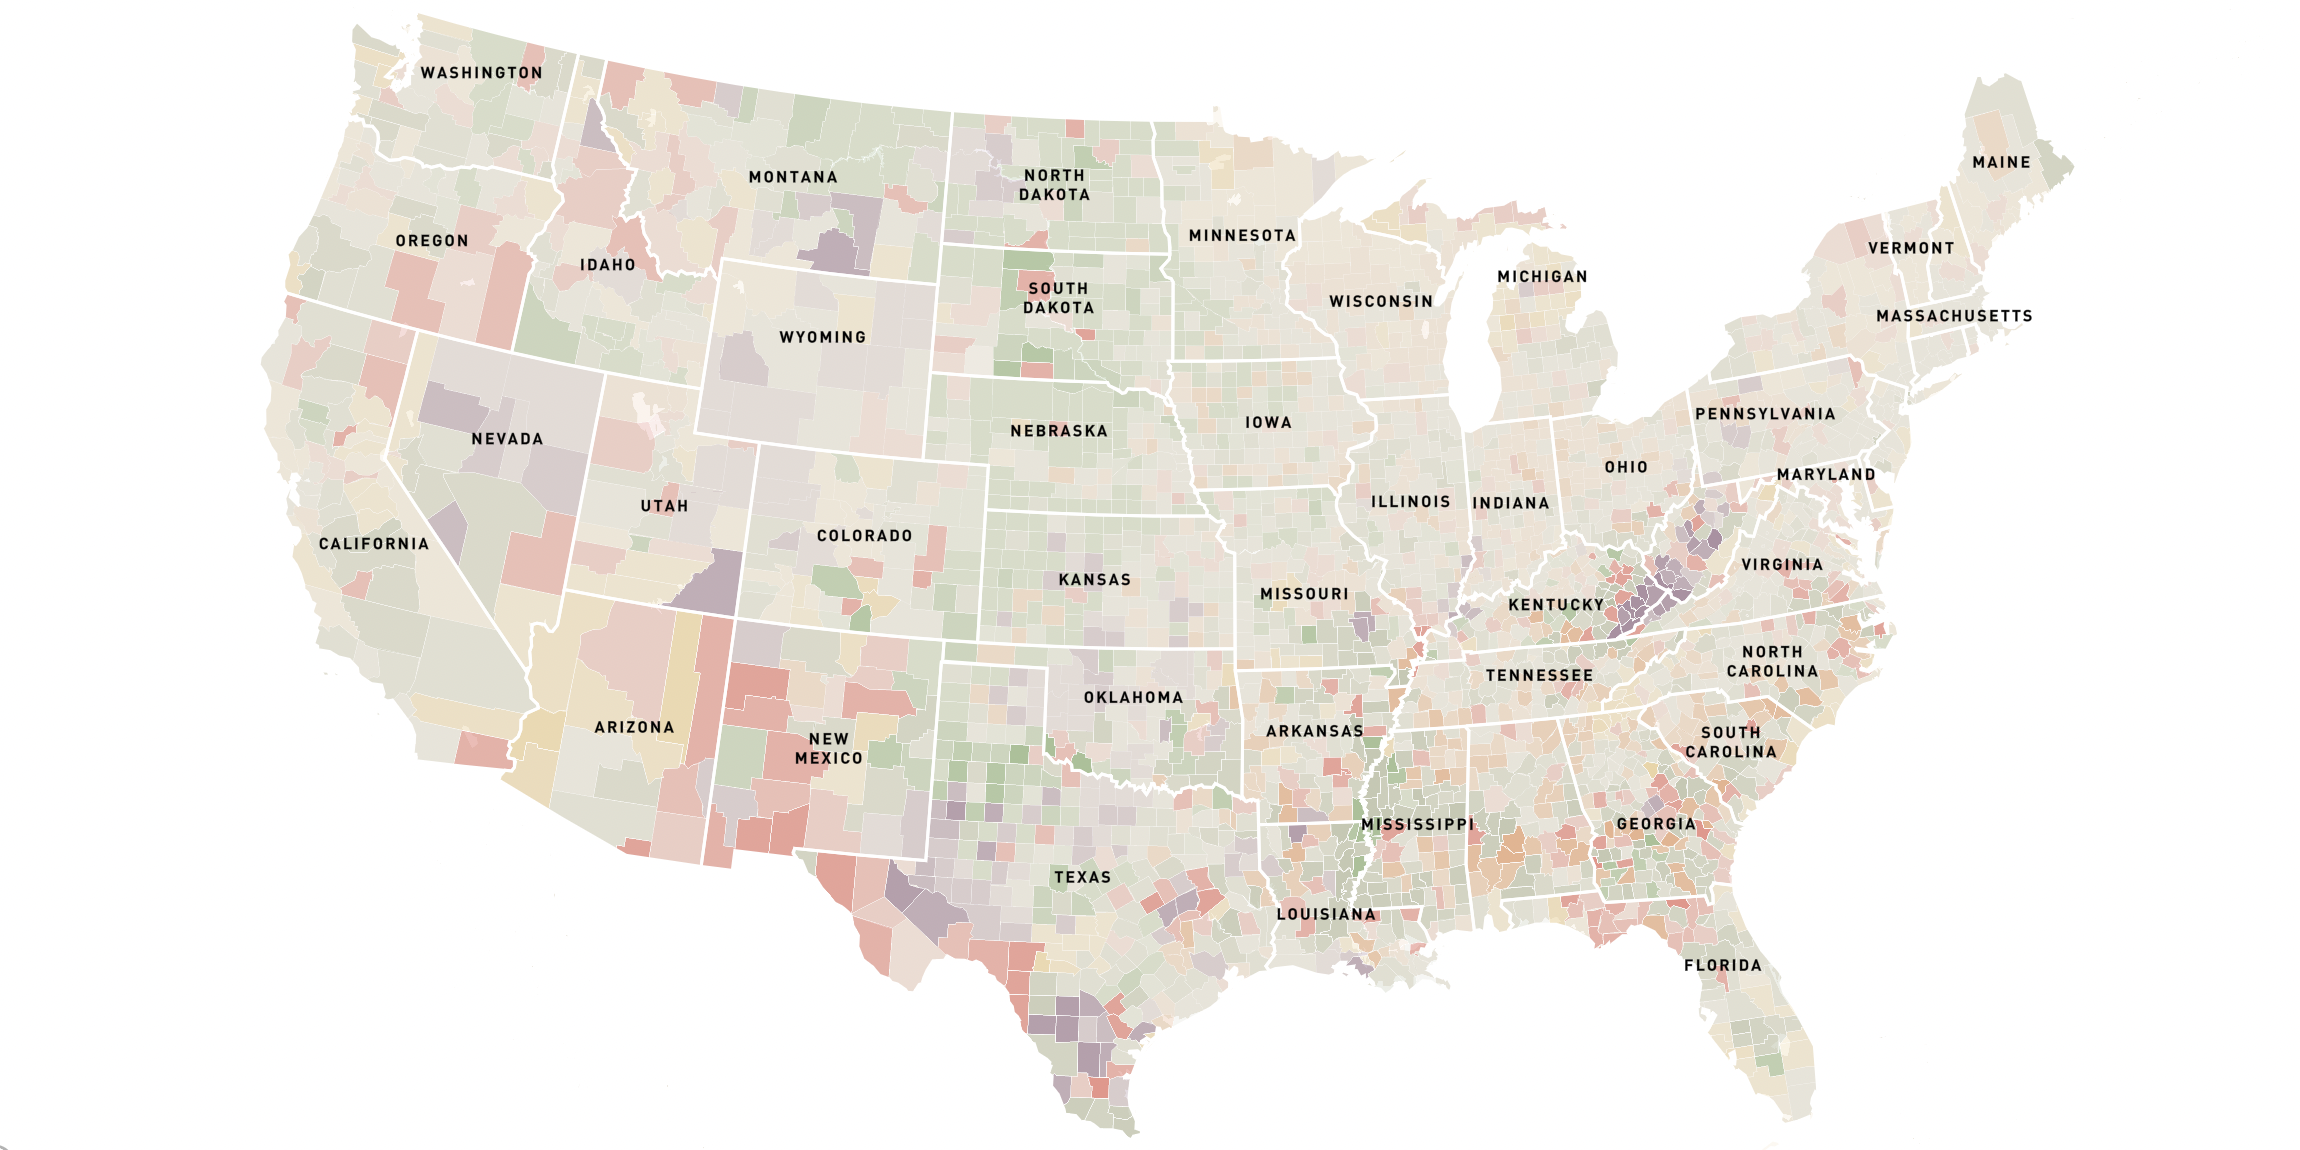 WASHINGTON
MAINE
MONTANA
NORTH
DAKOTA
MINNESOTA
OREGON
VERMONT
IDAHO
MICHIGAN
SOUTH
DAKOTA
WISCONSIN
MASSACHUSETTS
WYOMING
PENNSYLVANIA
IOWA
NEBRASKA
NEVADA
OHIO
MARYLAND
ILLINOIS
INDIANA
UTAH
COLORADO
CALIFORNIA
VIRGINIA
KANSAS
MISSOURI
KENTUCKY
NORTH
CAROLINA
TENNESSEE
OKLAHOMA
ARIZONA
ARKANSAS
SOUTH
CAROLINA
NEW
MEXICO
MISSISSIPPI
GEORGIA
TEXAS
LOUISIANA
FLORIDA